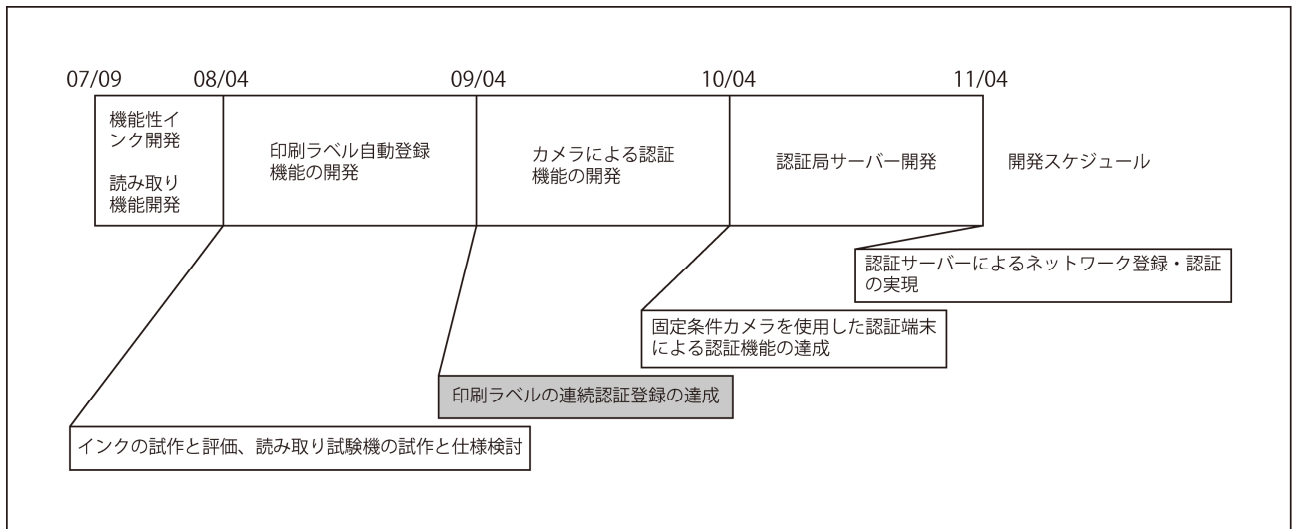 07/09
08/04
09/04
10/04
11/04
機能性イ
ンク開発
読み取り
機能開発
印刷ラベル自動登録
機能の開発
カメラによる認証
機能の開発
認証局サーバー開発
開発スケジュール
認証サーバーによるネットワーク登録・認証
の実現
固定条件カメラを使用した認証端末
による認証機能の達成
印刷ラベルの連続認証登録の達成
インクの試作と評価、読み取り試験機の試作と仕様検討